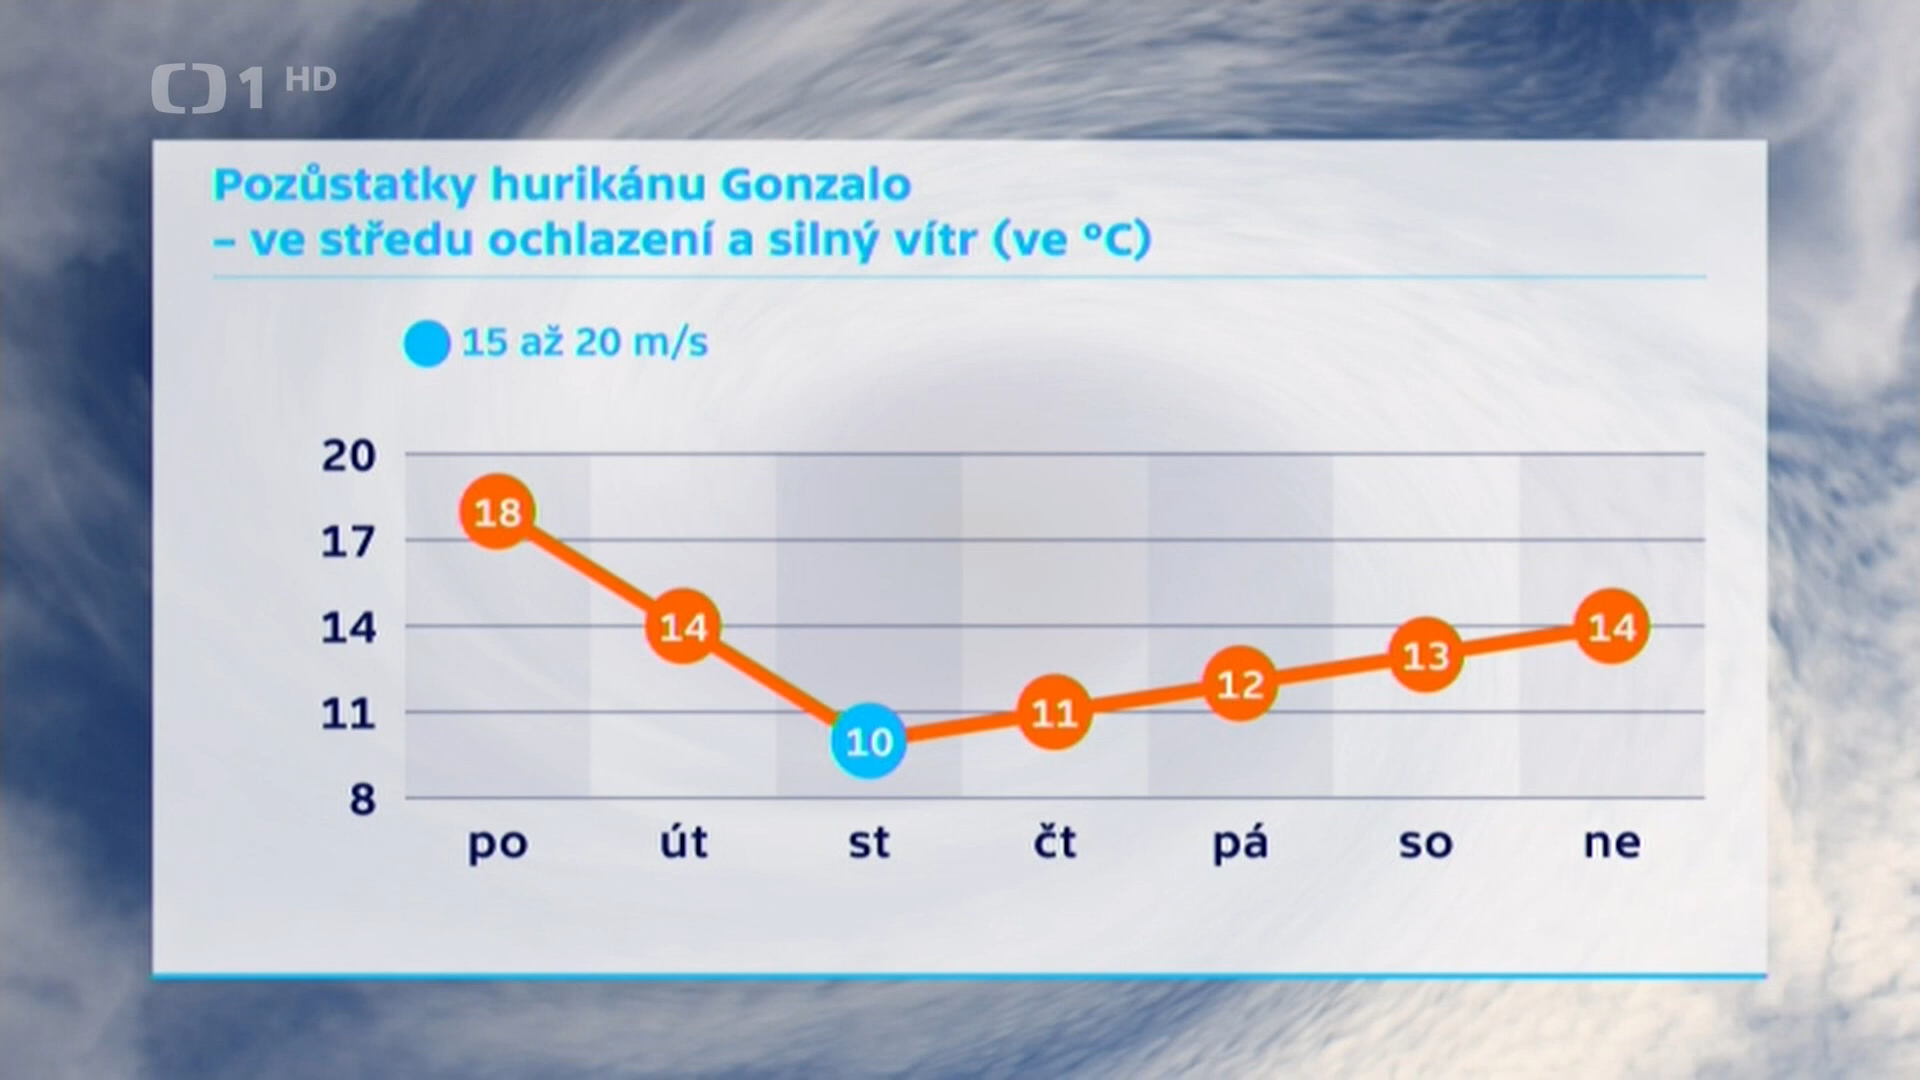 1 HD
Pozůstatky hurikánu Gonzalo
– ve středu ochlazení a silný vítr (ve °C)
15 až 20 m/s
20
17
14
11
8
18
14
10
11
12
13
14
po út st čt pá so ne